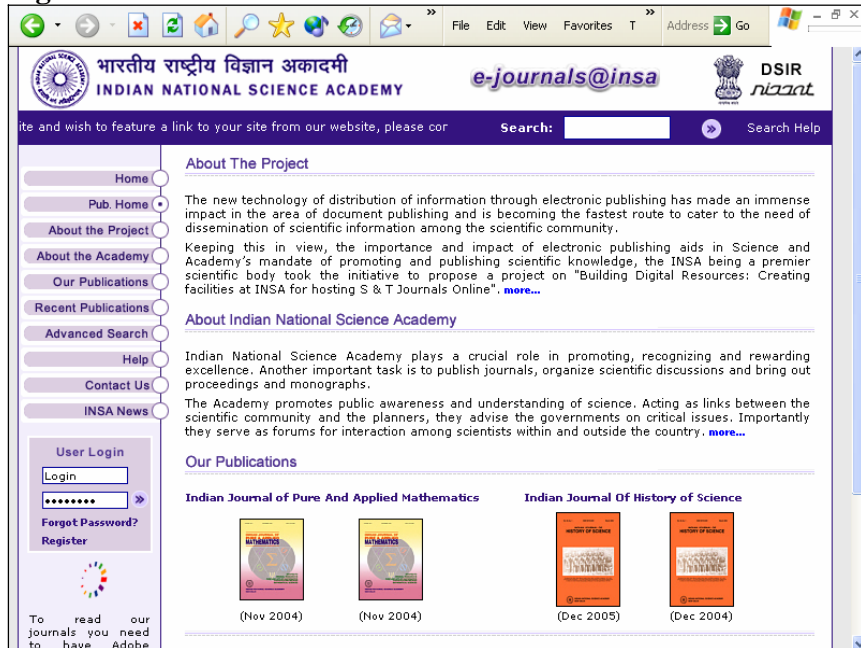 File Edit View Favorites T Address Go
भारतीय राष्ट्रीय विज्ञान अकादमी
INDIAN NATIONAL SCIENCE ACADEMY
e-journals@insa
DSIR
ite and wish to feature a link to your site from our website, please cor
Search:
Search Help
Home
Pub. Home
About the Project
About the Academy
Our Publications
Recent Publications
Advanced Search
Help
Contact Us
INSA News
User Login
Login
Forgot Password?
Register
To read our
journals you need
to have Adobe
About The Project
The new technology of distribution of information through electronic publishing has made an immense
impact in the area of document publishing and is becoming the fastest route to cater to the need of
dissemination of scientific information among the scientific community.
Keeping this in view, the importance and impact of electronic publishing aids in Science and
Academy's mandate of promoting and publishing scientific knowledge, the INSA being a premier
scientific body took the initiative to propose a project on "Building Digital Resources: Creating
facilities at INSA for hosting S & T Journals Online". more...
About Indian National Science Academy
Indian National Science Academy plays a crucial role in promoting, recognizing and rewarding
excellence. Another important task is to publish journals, organize scientific discussions and bring out
proceedings and monographs.
The Academy promotes public awareness and understanding of science. Acting as links between the
scientific community and the planners, they advise the governments on critical issues. Importantly
they serve as forums for interaction among scientists within and outside the country. more...
Our Publications
Indian Journal of Pure And Applied Mathematics
Indian Journal Of History of Science
MATHEMATICS
MATHEMATICS
HISTORY OF SCIENCE
HISTORY OF SCIENCE
(Nov 2004)
(Nov 2004)
(Dec 2005)
(Dec 2004)